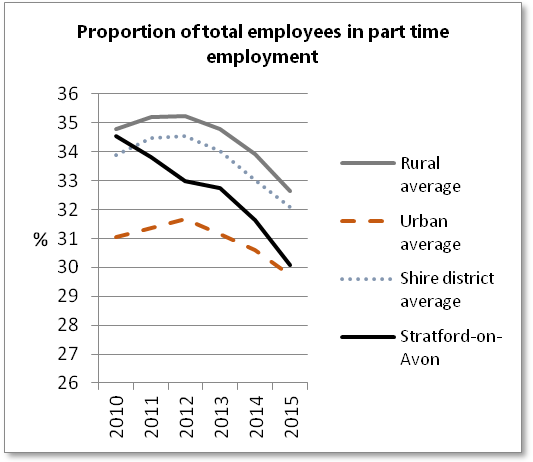 Proportion of total employees in part time
employment
36
35
34
33
32
31
30
29
28
27
26
%
2010
2011
2012
2013
2014
2015
Rural
average
Urban
average
Shire district
average
Stratford-on-
Avon